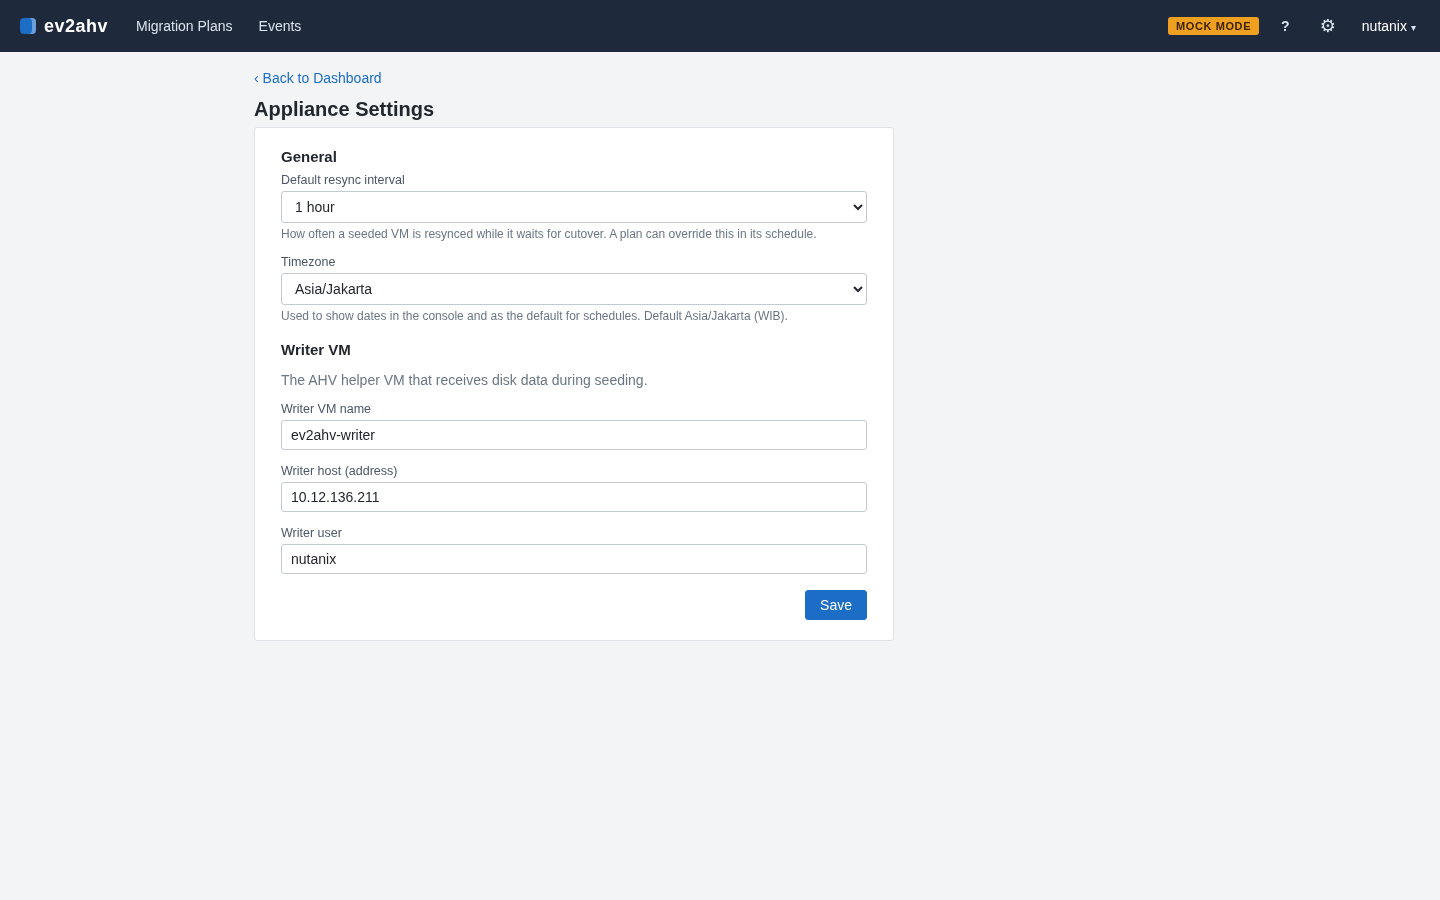 ev2ahv Migration Plans Events MOCK MODE ? nutanix
‹ Back to Dashboard
Appliance Settings
General
Default resync interval
1 hour
How often a seeded VM is resynced while it waits for cutover. A plan can override this in its schedule.
Timezone
Asia/Jakarta
Used to show dates in the console and as the default for schedules. Default Asia/Jakarta (WIB).
Writer VM
The AHV helper VM that receives disk data during seeding.
Writer VM name
ev2ahv-writer
Writer host (address)
10.12.136.211
Writer user
nutanix
Save